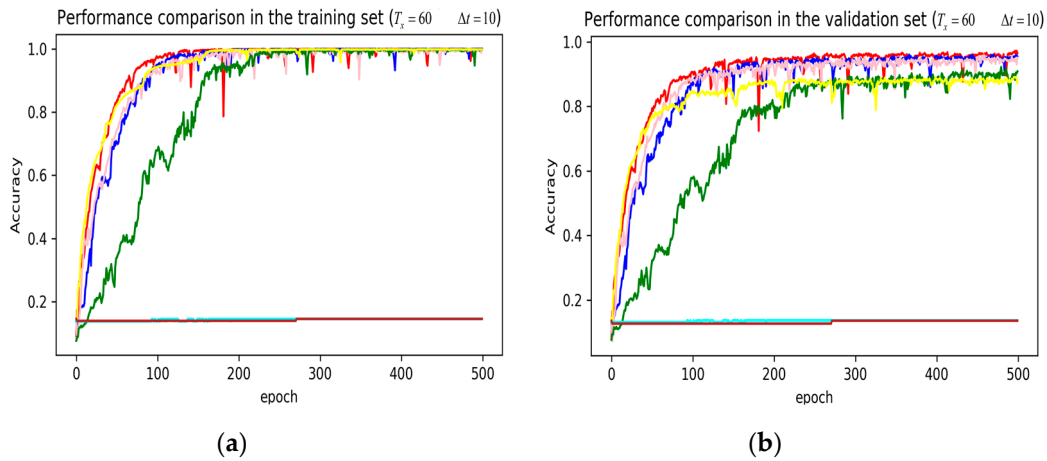 Performance comparison in the training set (Tₓ = 60 Δt = 10)
1.0
0.8
0.6
0.4
0.2
Accuracy
0 100 200 300 400 500
epoch
(a)
Performance comparison in the validation set (Tₓ = 60 Δt = 10)
1.0
0.8
0.6
0.4
0.2
Accuracy
0 100 200 300 400 500
epoch
(b)